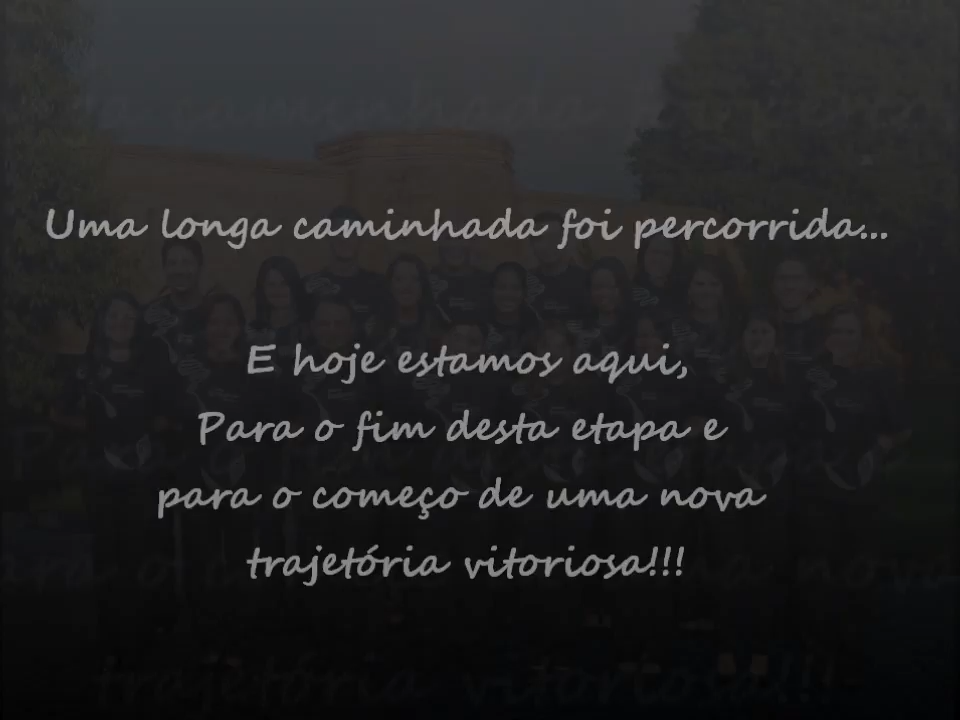 Uma longa caminhada foi percorrida...
E hoje estamos aqui,
Para o fim desta etapa e
para o começo de uma nova
trajetória vitoriosa!!!